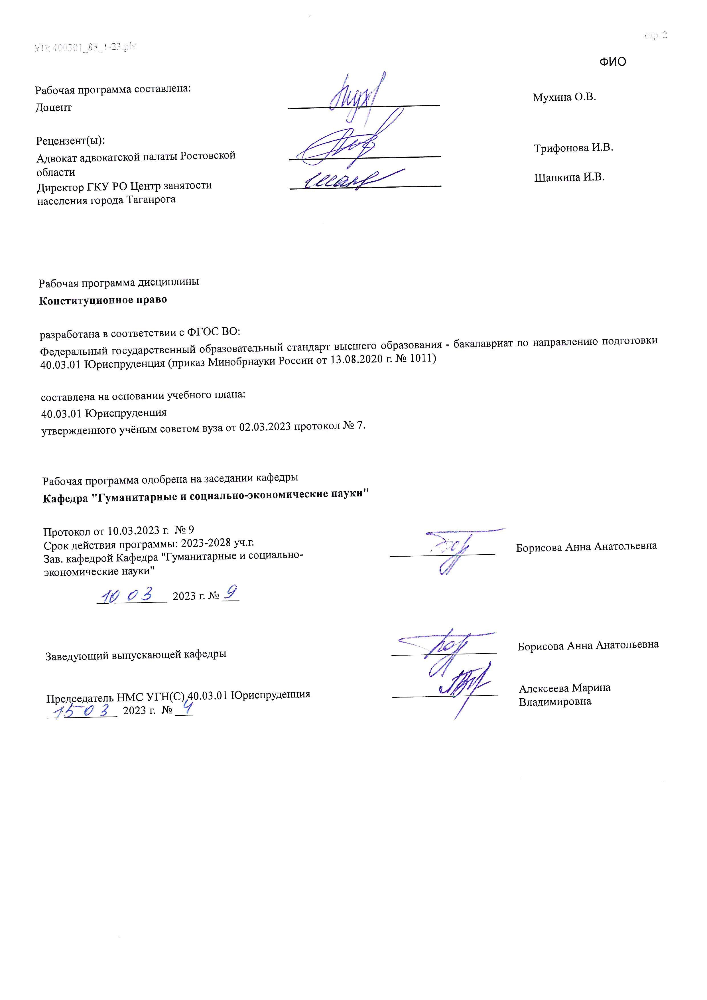 УП: 400301_85_1-23.plx
стр. 2
ФИО
Рабочая программа составлена:
Доцент
Мухина О.В.
Рецензент(ы):
Адвокат адвокатской палаты Ростовской
области
Трифонова И.В.
Директор ГКУ РО Центр занятости
населения города Таганрога
Шапкина И.В.
Рабочая программа дисциплины
Конституционное право
разработана в соответствии с ФГОС ВО:
Федеральный государственный образовательный стандарт высшего образования - бакалавриат по направлению подготовки
40.03.01 Юриспруденция (приказ Минобрнауки России от 13.08.2020 г. № 1011)
составлена на основании учебного плана:
40.03.01 Юриспруденция
утвержденного учёным советом вуза от 02.03.2023 протокол № 7.
Рабочая программа одобрена на заседании кафедры
Кафедра "Гуманитарные и социально-экономические науки"
Протокол от 10.03.2023 г. № 9
Срок действия программы: 2023-2028 уч.г.
Зав. кафедрой Кафедра "Гуманитарные и социально-
экономические науки"
Борисова Анна Анатольевна
10 03 2023 г. № 9
Заведующий выпускающей кафедры
Борисова Анна Анатольевна
Председатель НМС УГН(С) 40.03.01 Юриспруденция
Алексеева Марина
Владимировна
15 03 2023 г. № 4